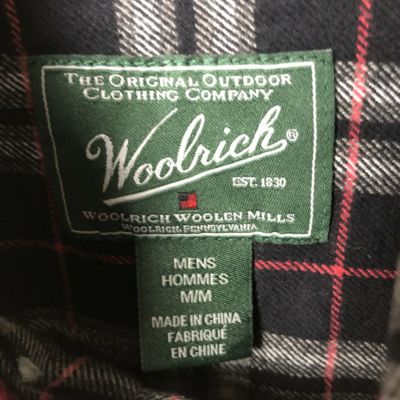 THE ORIGINAL OUTDOOR
CLOTHING COMPANY
Woolrich®
EST. 1830
WOOLRICH WOOLEN MILLS
WOOLRICH, PENNSYLVANIA
MENS
HOMMES
M/M
MADE IN CHINA
FABRIQUÉ
EN CHINE